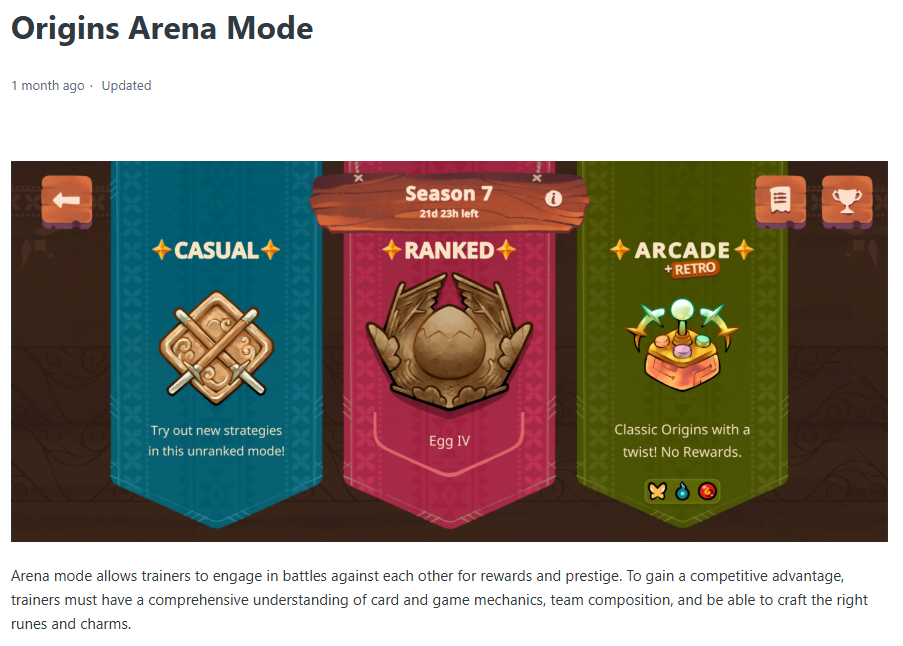 Origins Arena Mode
1 month ago · Updated
Season 7
21d 23h left
CASUAL
RANKED
ARCADE
+ RETRO
Try out new strategies
in this unranked mode!
Egg IV
Classic Origins with a
twist! No Rewards.
Arena mode allows trainers to engage in battles against each other for rewards and prestige. To gain a competitive advantage,
trainers must have a comprehensive understanding of card and game mechanics, team composition, and be able to craft the right
runes and charms.